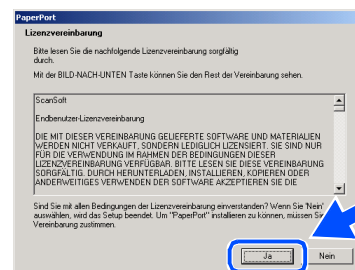 PaperPort
Lizenzvereinbarung
Bitte lesen Sie die nachfolgende Lizenzvereinbarung sorgfältig
durch.
Mit der BILD-NACH-UNTEN Taste können Sie den Rest der Vereinbarung sehen.
ScanSoft
Endbenutzer-Lizenzvereinbarung
DIE MIT DIESER VEREINBARUNG GELIEFERTE SOFTWARE UND MATERIALIEN
WERDEN NICHT VERKAUFT, SONDERN LEDIGLICH LIZENSIERT. SIE SIND NUR
FÜR DIE VERWENDUNG IM RAHMEN DER BEDINGUNGEN DIESER
LIZENZVEREINBARUNG VERFÜGBAR. BITTE LESEN SIE DIESE VEREINBARUNG
SORGFÄLTIG. DURCH HERUNTERLADEN, INSTALLIEREN, KOPIEREN ODER
ANDERWEITIGES VERWENDEN DER SOFTWARE AKZEPTIEREN SIE DIE
Sind Sie mit allen Bedingungen der Lizenzvereinbarung einverstanden? Wenn Sie 'Nein'
auswählen, wird das Setup beendet. Um "PaperPort" installieren zu können, müssen Sie
Vereinbarung zustimmen.
Ja
Nein